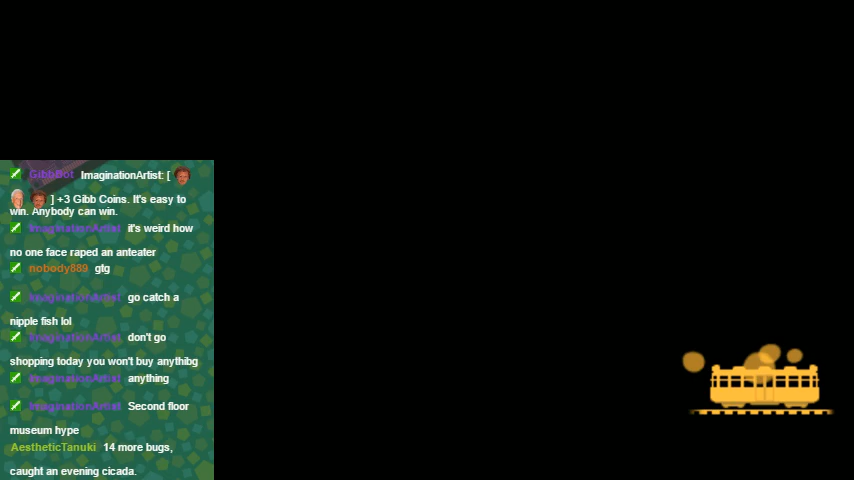 GibbBot ImaginationArtist: [
] +3 Gibb Coins. It's easy to
win. Anybody can win.
ImaginationArtist it's weird how
no one face raped an anteater
nobody889 gtg
ImaginationArtist go catch a
nipple fish lol
ImaginationArtist don't go
shopping today you won't buy anythibg
ImaginationArtist anything
ImaginationArtist Second floor
museum hype
AestheticTanuki 14 more bugs,
caught an evening cicada.